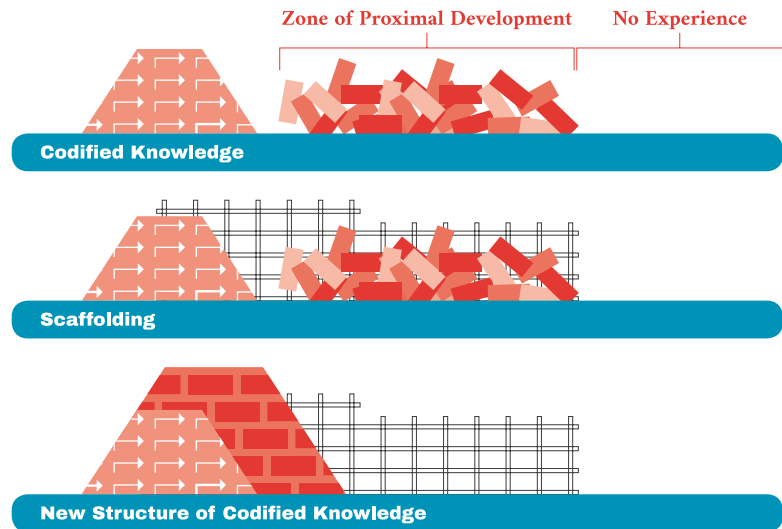 Zone of Proximal Development
No Experience
Codified Knowledge
Scaffolding
New Structure of Codified Knowledge